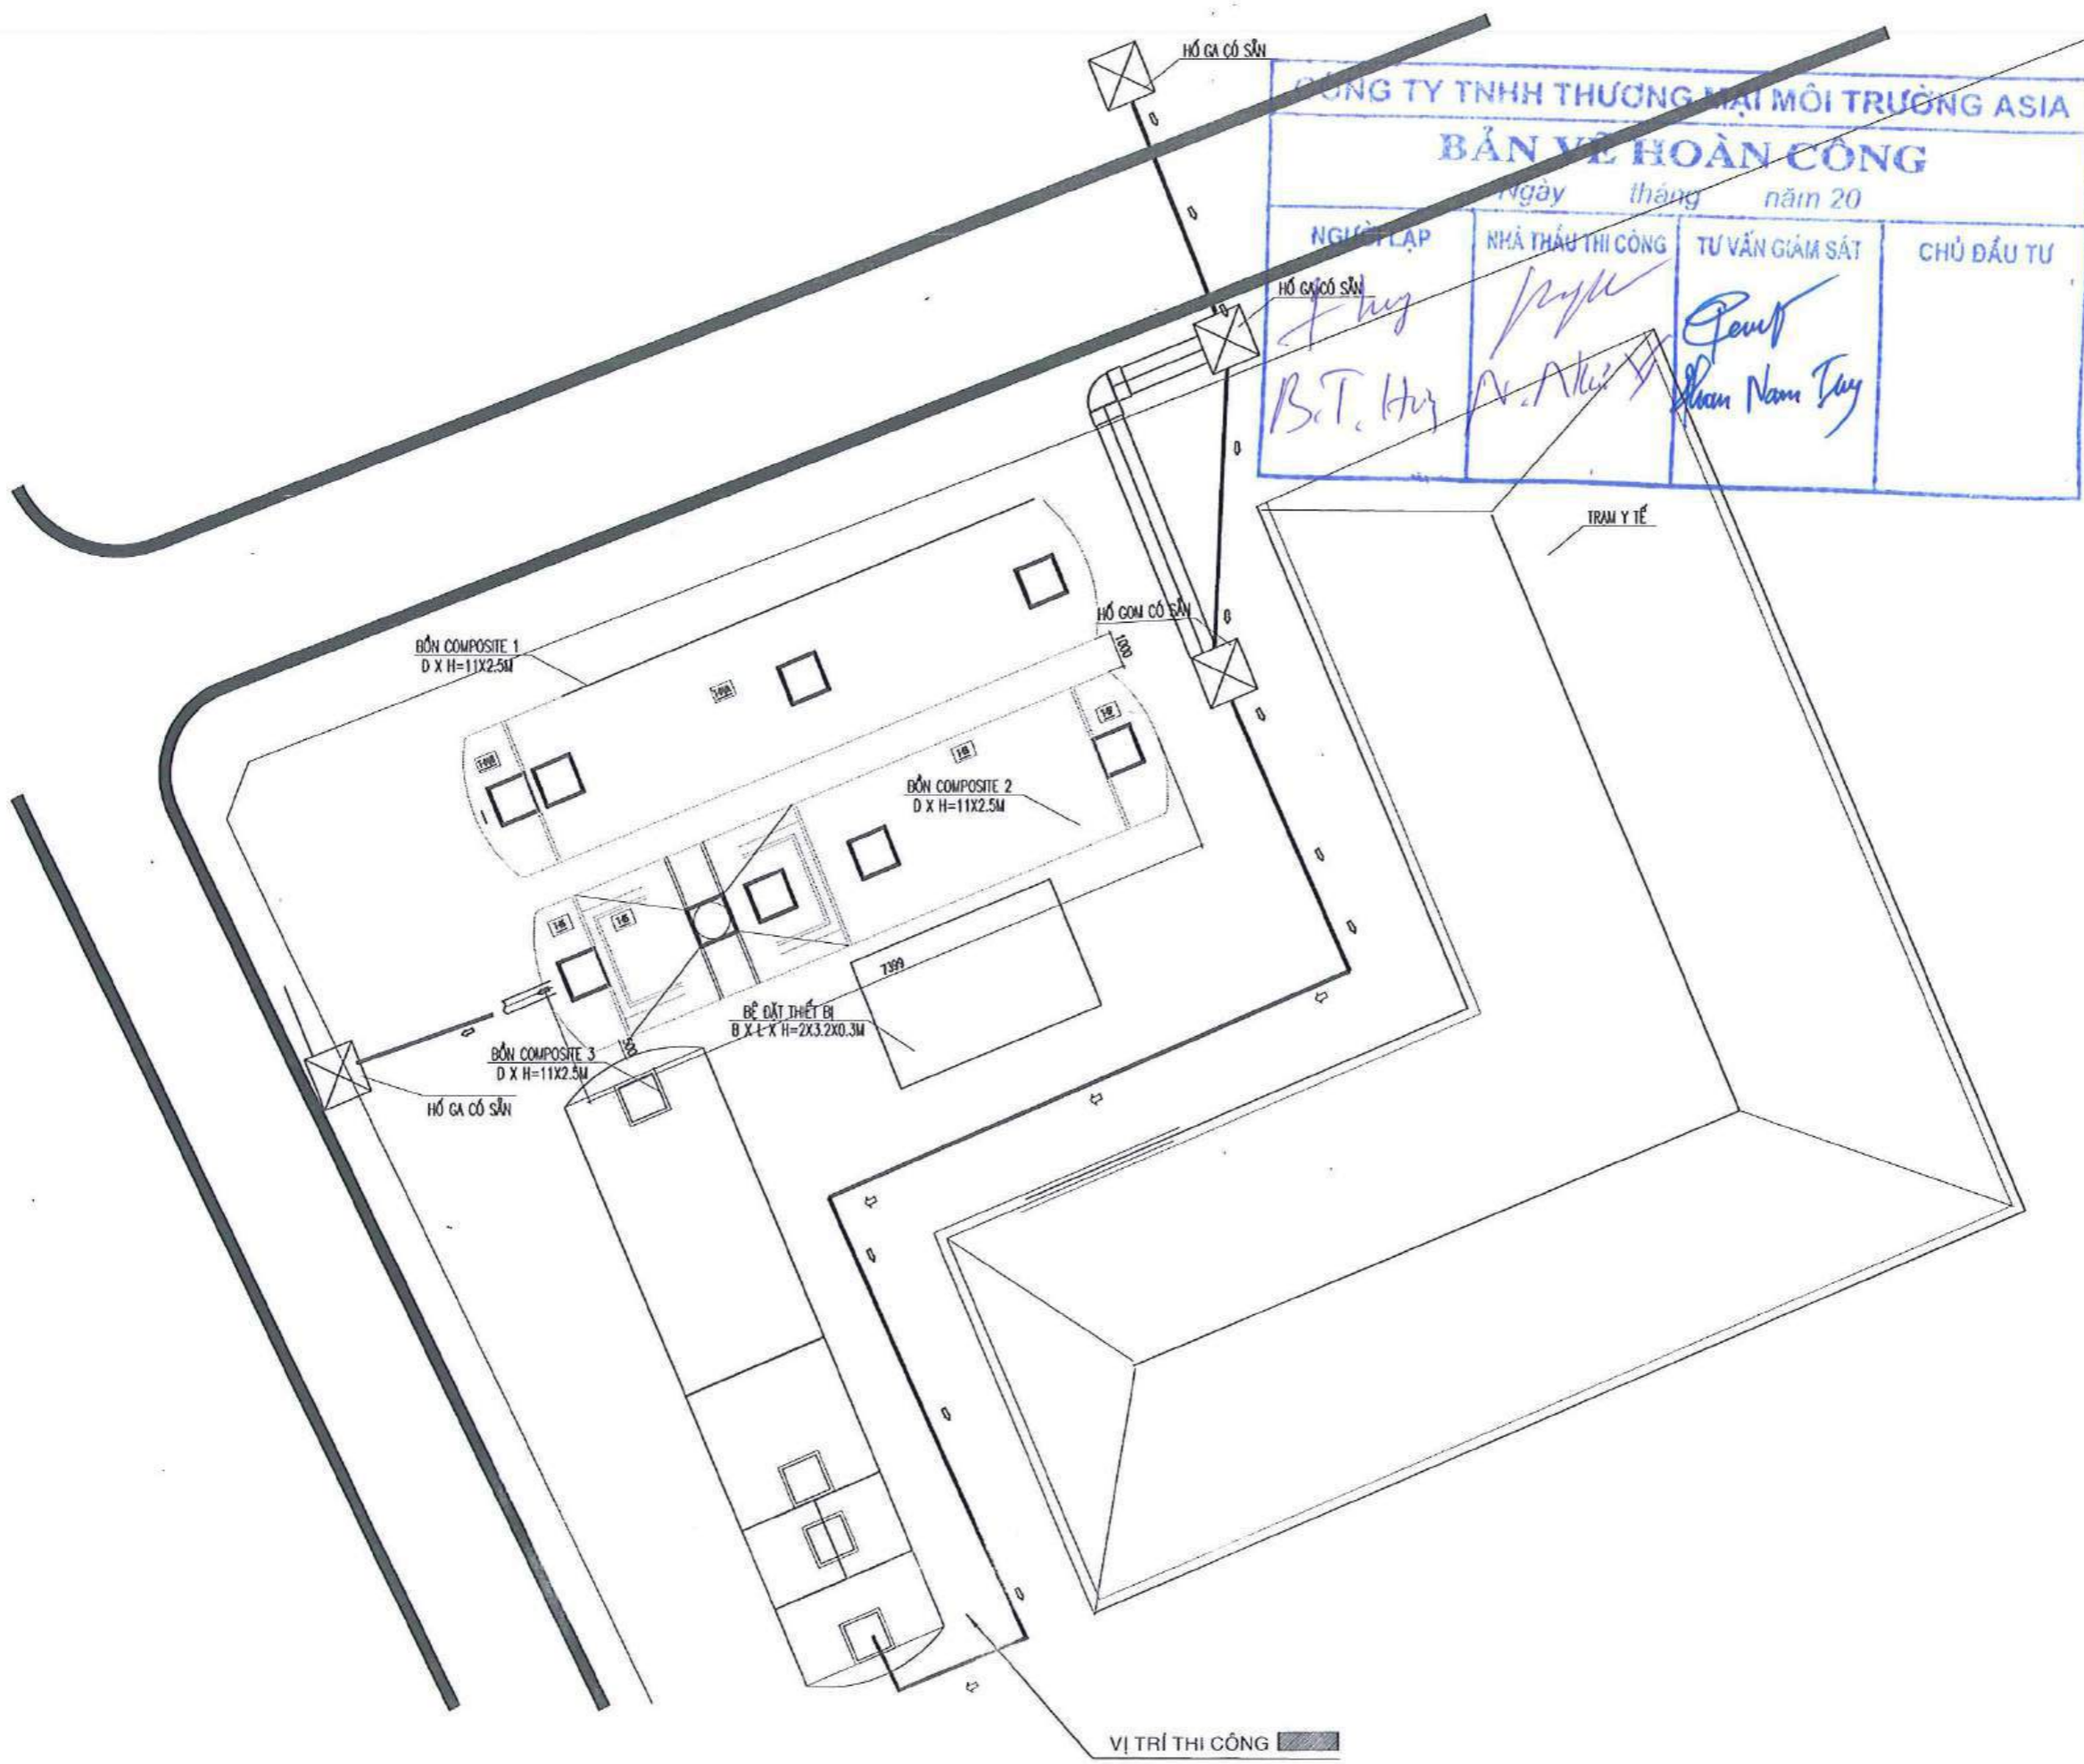 HỐ GA CÓ SẴN
CÔNG TY TNHH THƯƠNG MẠI MÔI TRƯỜNG ASIA
BẢN VẼ HOÀN CÔNG
Ngày tháng năm 20
NGƯỜI LẬP
NHÀ THẦU THI CÔNG
TƯ VẤN GIÁM SÁT
CHỦ ĐẦU TƯ
HỐ GA CÓ SẴN
B.T. Huy
TRẠM Y TẾ
HỐ GOM CÓ SẴN
1000
BỒN COMPOSITE 1
D X H=11X2.5M
BỒN COMPOSITE 2
D X H=11X2.5M
7399
BỆ ĐẶT THIẾT BỊ
B X L X H=2X3.2X0.3M
500
BỒN COMPOSITE 3
D X H=11X2.5M
HỐ GA CÓ SẴN
VỊ TRÍ THI CÔNG